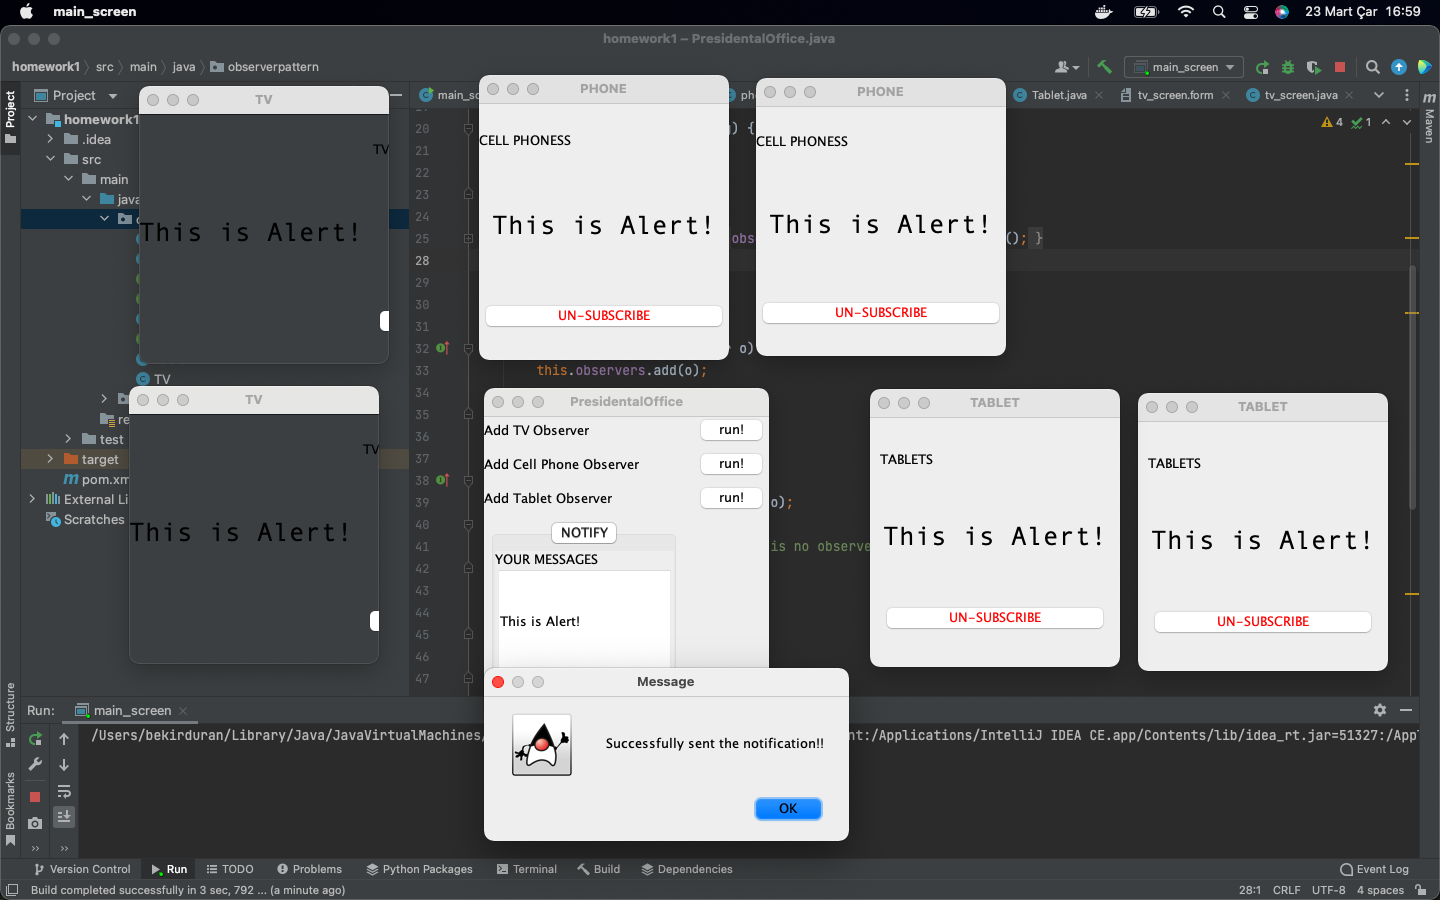 main_screen
23 Mart Çar 16:59
homework1 – PresidentalOffice.java
homework1 src main java observerpattern
main_screen
Project
Tablet.java
tv_screen.form
tv_screen.java
Project
homework1
.idea
src
main
java
TV
test
target
pom.xm
External Li
Scratches
TV
TV
This is Alert!
PHONE
CELL PHONESS
This is Alert!
UN-SUBSCRIBE
PHONE
CELL PHONESS
This is Alert!
UN-SUBSCRIBE
TV
TV
This is Alert!
PresidentalOffice
Add TV Observer run!
Add Cell Phone Observer run!
Add Tablet Observer run!
NOTIFY
YOUR MESSAGES
This is Alert!
TABLET
TABLETS
This is Alert!
UN-SUBSCRIBE
TABLET
TABLETS
This is Alert!
UN-SUBSCRIBE
Message
Successfully sent the notification!!
OK
20
21
22
23
24
25
28
29
30
31
32
33
34
35
36
37
38
39
40
41
42
43
44
45
46
47
(); }
o)
this.observers.add(o);
o);
is no observe
4 1
Maven
Structure
Bookmarks
Run: main_screen
/Users/bekirduran/Library/Java/JavaVirtualMachines/
nt:/Applications/IntelliJ IDEA CE.app/Contents/lib/idea_rt.jar=51327:/Appl
Version Control Run TODO Problems Python Packages Terminal Build Dependencies Event Log
Build completed successfully in 3 sec, 792 ... (a minute ago)
28:1 CRLF UTF-8 4 spaces